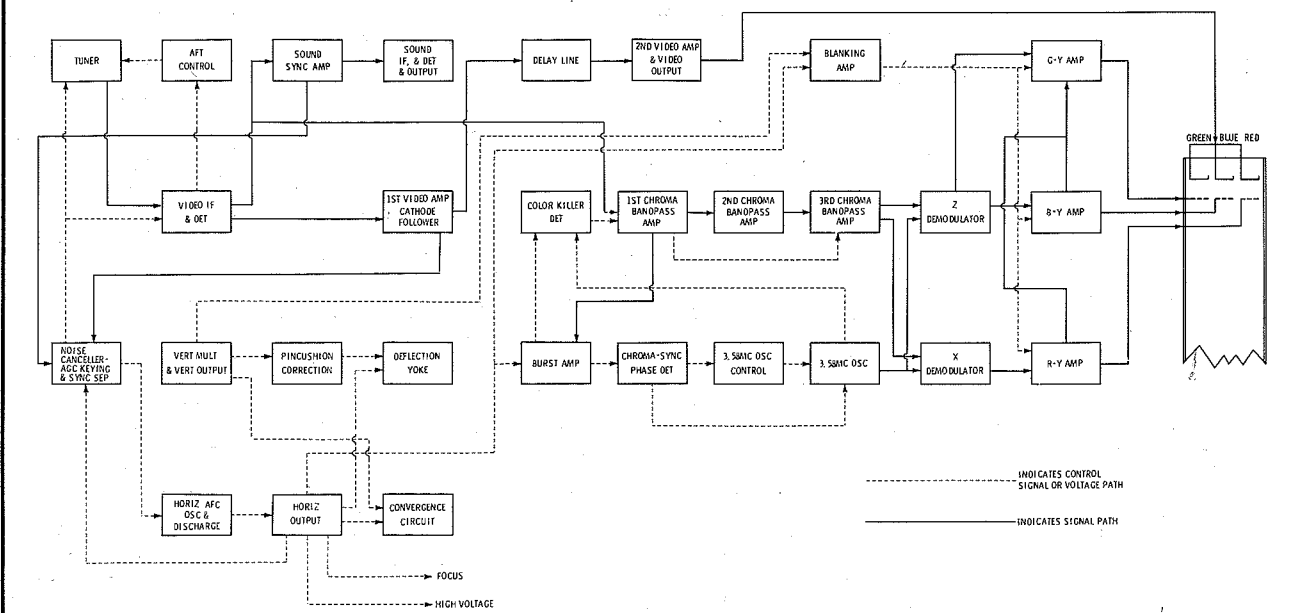 TUNER
AFT
CONTROL
SOUND
SYNC AMP
SOUND
IF, & DET
& OUTPUT
DELAY LINE
2ND VIDEO AMP
& VIDEO
OUTPUT
BLANKING
AMP
G-Y AMP
GREEN BLUE RED
VIDEO IF
& DET
1ST VIDEO AMP
CATHODE
FOLLOWER
COLOR KILLER
DET
1ST CHROMA
BANDPASS
AMP
2ND CHROMA
BANDPASS
AMP
3RD CHROMA
BANDPASS
AMP
Z
DEMODULATOR
B-Y AMP
NOISE
CANCELLER-
AGC KEYING
& SYNC SEP
VERT MULT
& VERT OUTPUT
PINCUSHION
CORRECTION
DEFLECTION
YOKE
BURST AMP
CHROMA-SYNC
PHASE DET
3.58MC OSC
CONTROL
3.58MC OSC
X
DEMODULATOR
R-Y AMP
HORIZ AFC
OSC &
DISCHARGE
HORIZ
OUTPUT
CONVERGENCE
CIRCUIT
INDICATES CONTROL
SIGNAL OR VOLTAGE PATH
INDICATES SIGNAL PATH
FOCUS
HIGH VOLTAGE